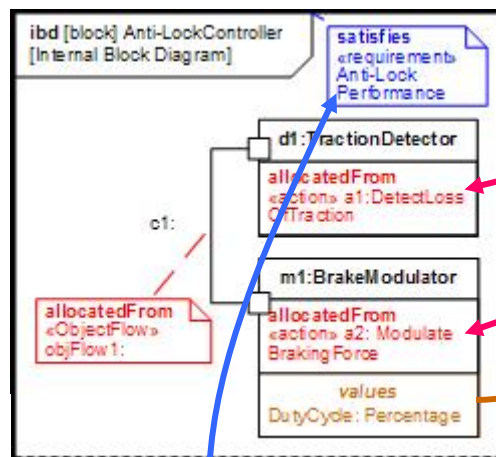 ibd [block] Anti-LockController
[Internal Block Diagram]
satisfies
«requirement»
Anti-Lock
Performance
d1:TractionDetector
allocatedFrom
«action» a1:DetectLoss
OfTraction
c1:
m1:BrakeModulator
allocatedFrom
«action» a2: Modulate
BrakingForce
allocatedFrom
«ObjectFlow»
objFlow1:
values
DutyCycle: Percentage